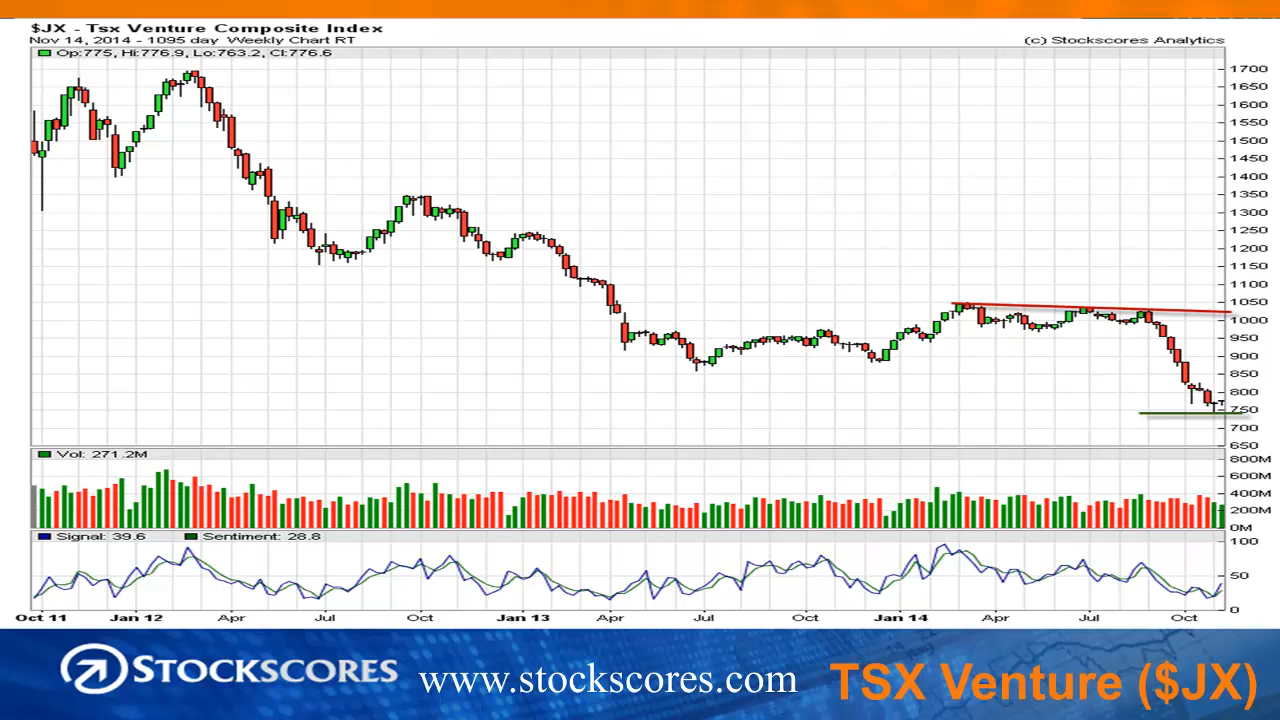 $JX - Tsx Venture Composite Index
Nov 14, 2014 - 1095 day Weekly Chart RT
(c) Stockscores Analytics
Op:775, Hi:776.9, Lo:763.2, Cl:776.6
1700
1650
1600
1550
1500
1450
1400
1350
1300
1250
1200
1150
1100
1050
1000
950
900
850
800
750
700
650
Vol: 271.2M
800M
600M
400M
200M
0M
Signal: 39.6 Sentiment: 28.8
100
50
0
Oct 11 Jan 12 Apr Jul Oct Jan 13 Apr Jul Oct Jan 14 Apr Jul Oct
STOCKSCORES www.stockscores.com TSX Venture ($JX)